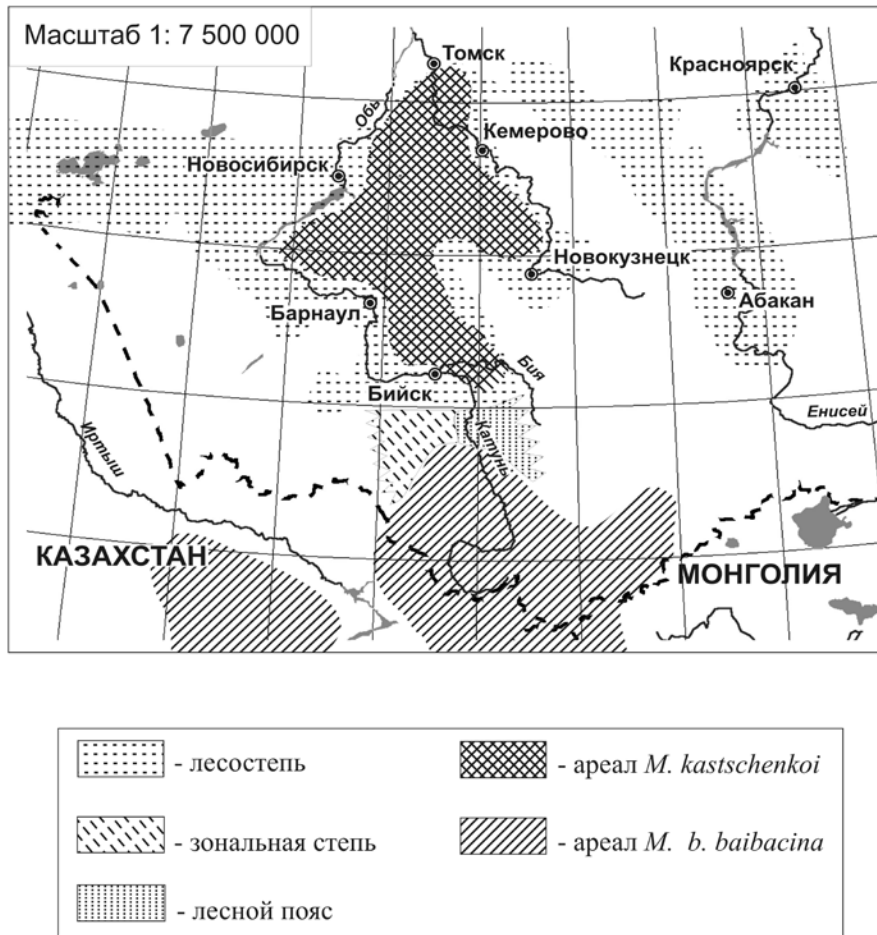 Масштаб 1: 7 500 000
Томск
Красноярск
Обь
Кемерово
Новосибирск
Новокузнецк
Барнаул
Абакан
Бия
Бийск
Енисей
Катунь
Иртыш
КАЗАХСТАН
МОНГОЛИЯ
- лесостепь
- ареал M. kastschenkoi
- зональная степь
- ареал M. b. baibacina
- лесной пояс